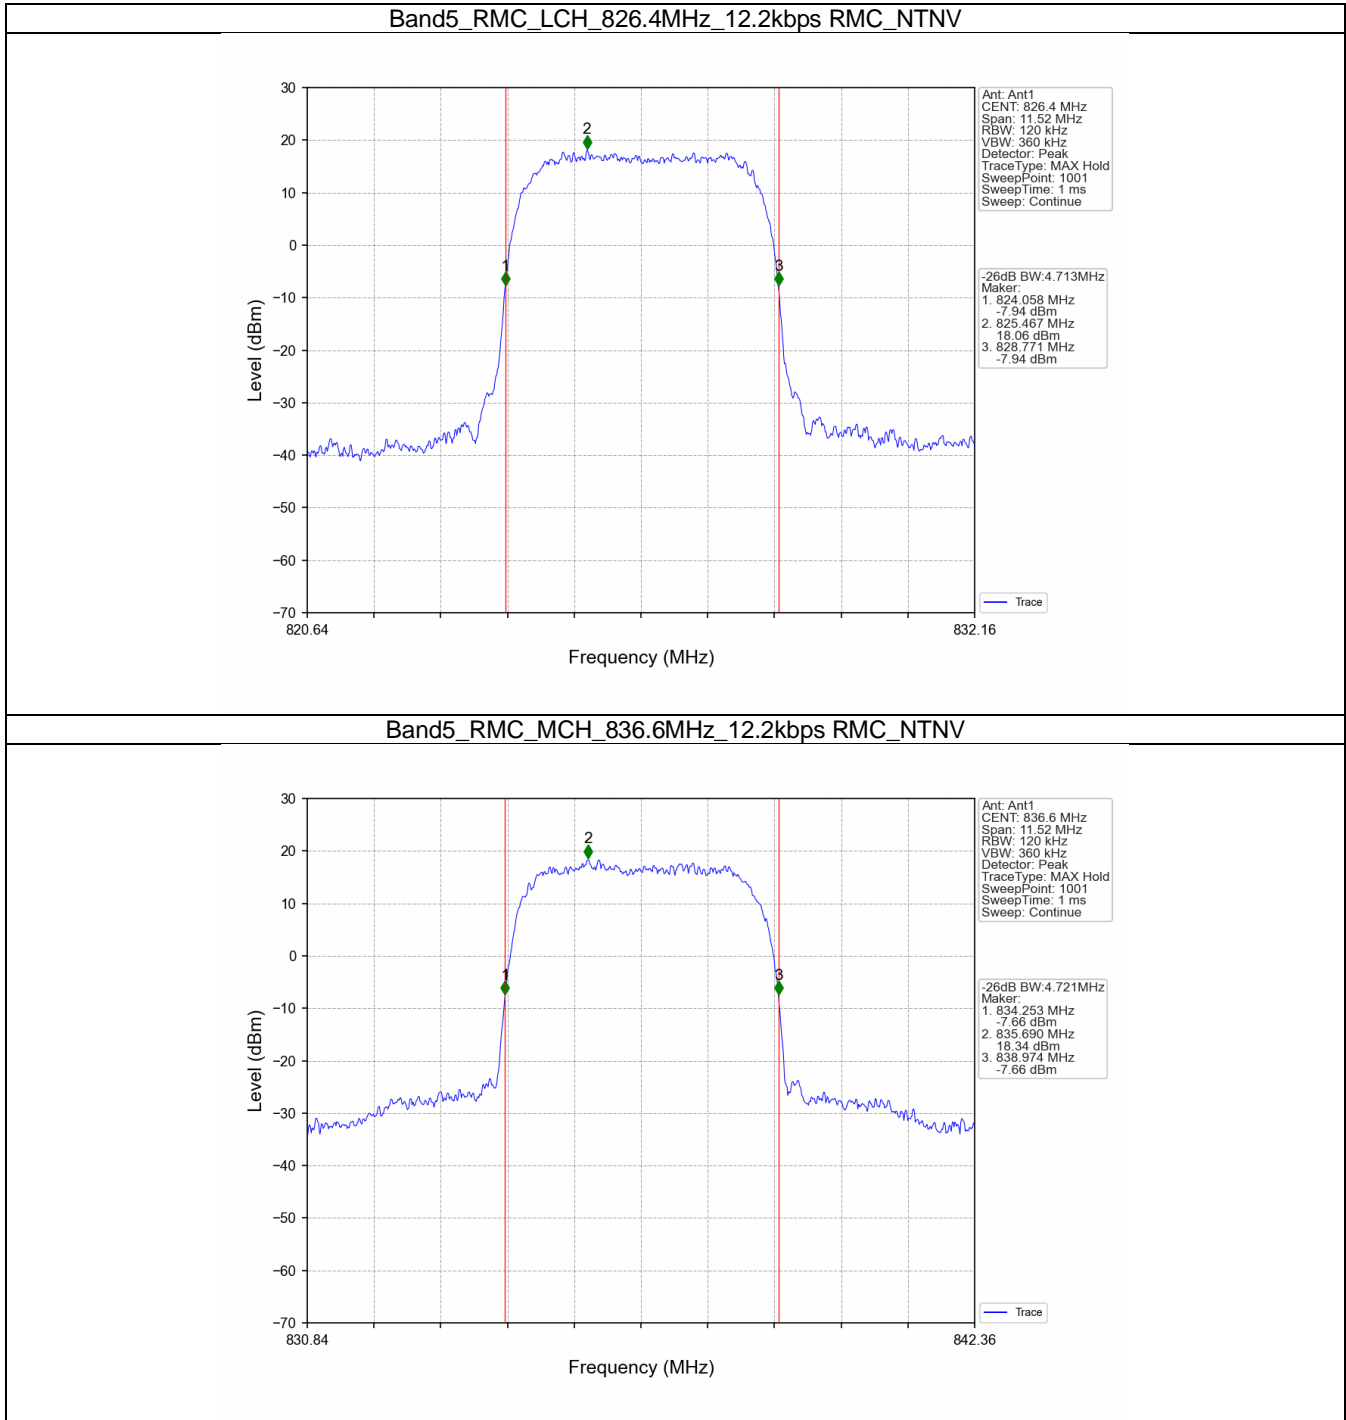 Band5_RMC_LCH_826.4MHz_12.2kbps RMC_NTNV
30
20
10
0
−10
−20
−30
−40
−50
−60
−70
Level (dBm)
1
2
3
820.64
832.16
Frequency (MHz)
Ant: Ant1
CENT: 826.4 MHz
Span: 11.52 MHz
RBW: 120 kHz
VBW: 360 kHz
Detector: Peak
TraceType: MAX Hold
SweepPoint: 1001
SweepTime: 1 ms
Sweep: Continue
-26dB BW:4.713MHz
Maker:
1. 824.058 MHz
-7.94 dBm
2. 825.467 MHz
18.06 dBm
3. 828.771 MHz
-7.94 dBm
Trace
Band5_RMC_MCH_836.6MHz_12.2kbps RMC_NTNV
30
20
10
0
−10
−20
−30
−40
−50
−60
−70
Level (dBm)
1
2
3
830.84
842.36
Frequency (MHz)
Ant: Ant1
CENT: 836.6 MHz
Span: 11.52 MHz
RBW: 120 kHz
VBW: 360 kHz
Detector: Peak
TraceType: MAX Hold
SweepPoint: 1001
SweepTime: 1 ms
Sweep: Continue
-26dB BW:4.721MHz
Maker:
1. 834.253 MHz
-7.66 dBm
2. 835.690 MHz
18.34 dBm
3. 838.974 MHz
-7.66 dBm
Trace